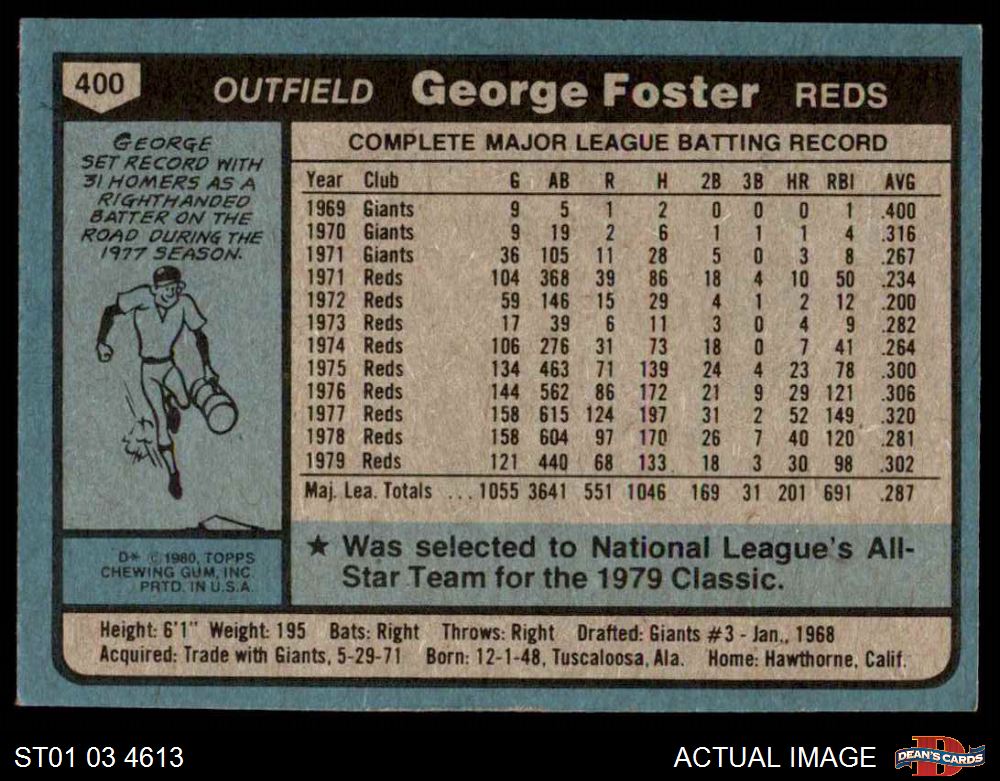 400 OUTFIELD George Foster REDS
GEORGE
SET RECORD WITH
31 HOMERS AS A
RIGHTHANDED
BATTER ON THE
ROAD DURING THE
1977 SEASON.
COMPLETE MAJOR LEAGUE BATTING RECORD
Year Club G AB R H 2B 3B HR RBI AVG
1969 Giants 9 5 1 2 0 0 0 1 .400
1970 Giants 9 19 2 6 1 1 1 4 .316
1971 Giants 36 105 11 28 5 0 3 8 .267
1971 Reds 104 368 39 86 18 4 10 50 .234
1972 Reds 59 146 15 29 4 1 2 12 .200
1973 Reds 17 39 6 11 3 0 4 9 .282
1974 Reds 106 276 31 73 18 0 7 41 .264
1975 Reds 134 463 71 139 24 4 23 78 .300
1976 Reds 144 562 86 172 21 9 29 121 .306
1977 Reds 158 615 124 197 31 2 52 149 .320
1978 Reds 158 604 97 170 26 7 40 120 .281
1979 Reds 121 440 68 133 18 3 30 98 .302
Maj. Lea. Totals ... 1055 3641 551 1046 169 31 201 691 .287
★ Was selected to National League's All-
Star Team for the 1979 Classic.
D* © 1980, TOPPS
CHEWING GUM, INC.
PRTD. IN U.S.A.
Height: 6'1" Weight: 195 Bats: Right Throws: Right Drafted: Giants #3 - Jan., 1968
Acquired: Trade with Giants, 5-29-71 Born: 12-1-48, Tuscaloosa, Ala. Home: Hawthorne, Calif.
ST01 03 4613 ACTUAL IMAGE DEAN'S CARDS